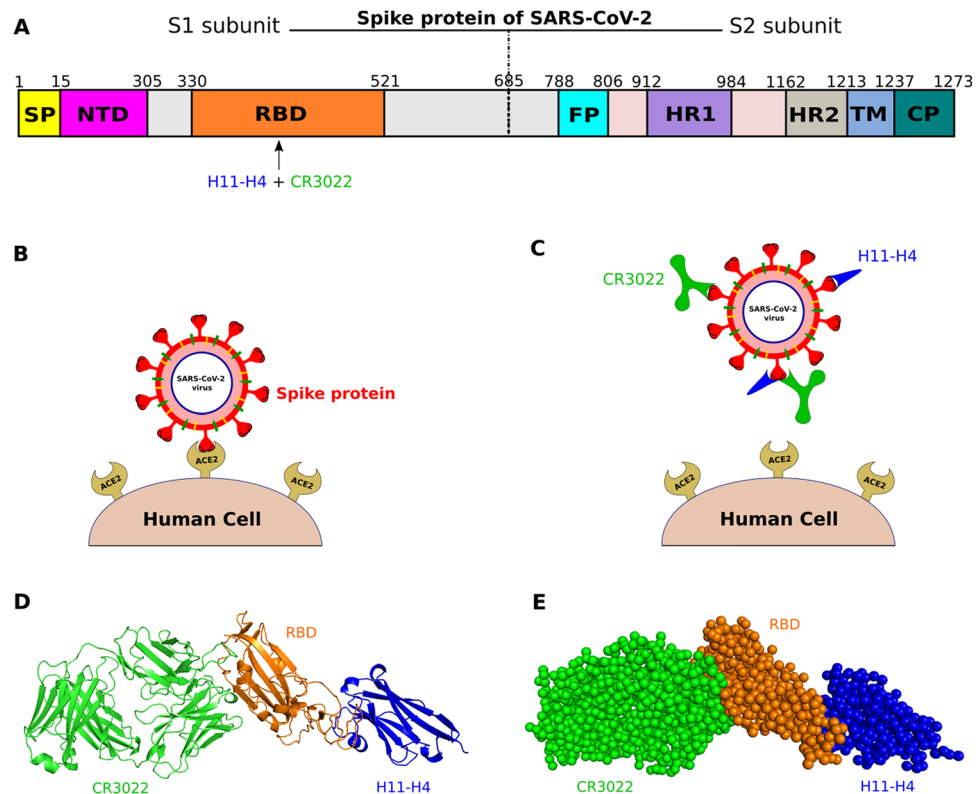 A
Spike protein of SARS-CoV-2
S1 subunit
S2 subunit
1 15 305 330 521 685 788 806 912 984 1162 1213 1237 1273
SP NTD RBD FP HR1 HR2 TM CP
H11-H4 + CR3022
B
SARS-CoV-2
virus
Spike protein
ACE2
ACE2
ACE2
Human Cell
C
H11-H4
CR3022
SARS-CoV-2
virus
ACE2
ACE2
ACE2
Human Cell
D
RBD
CR3022
H11-H4
E
RBD
CR3022
H11-H4